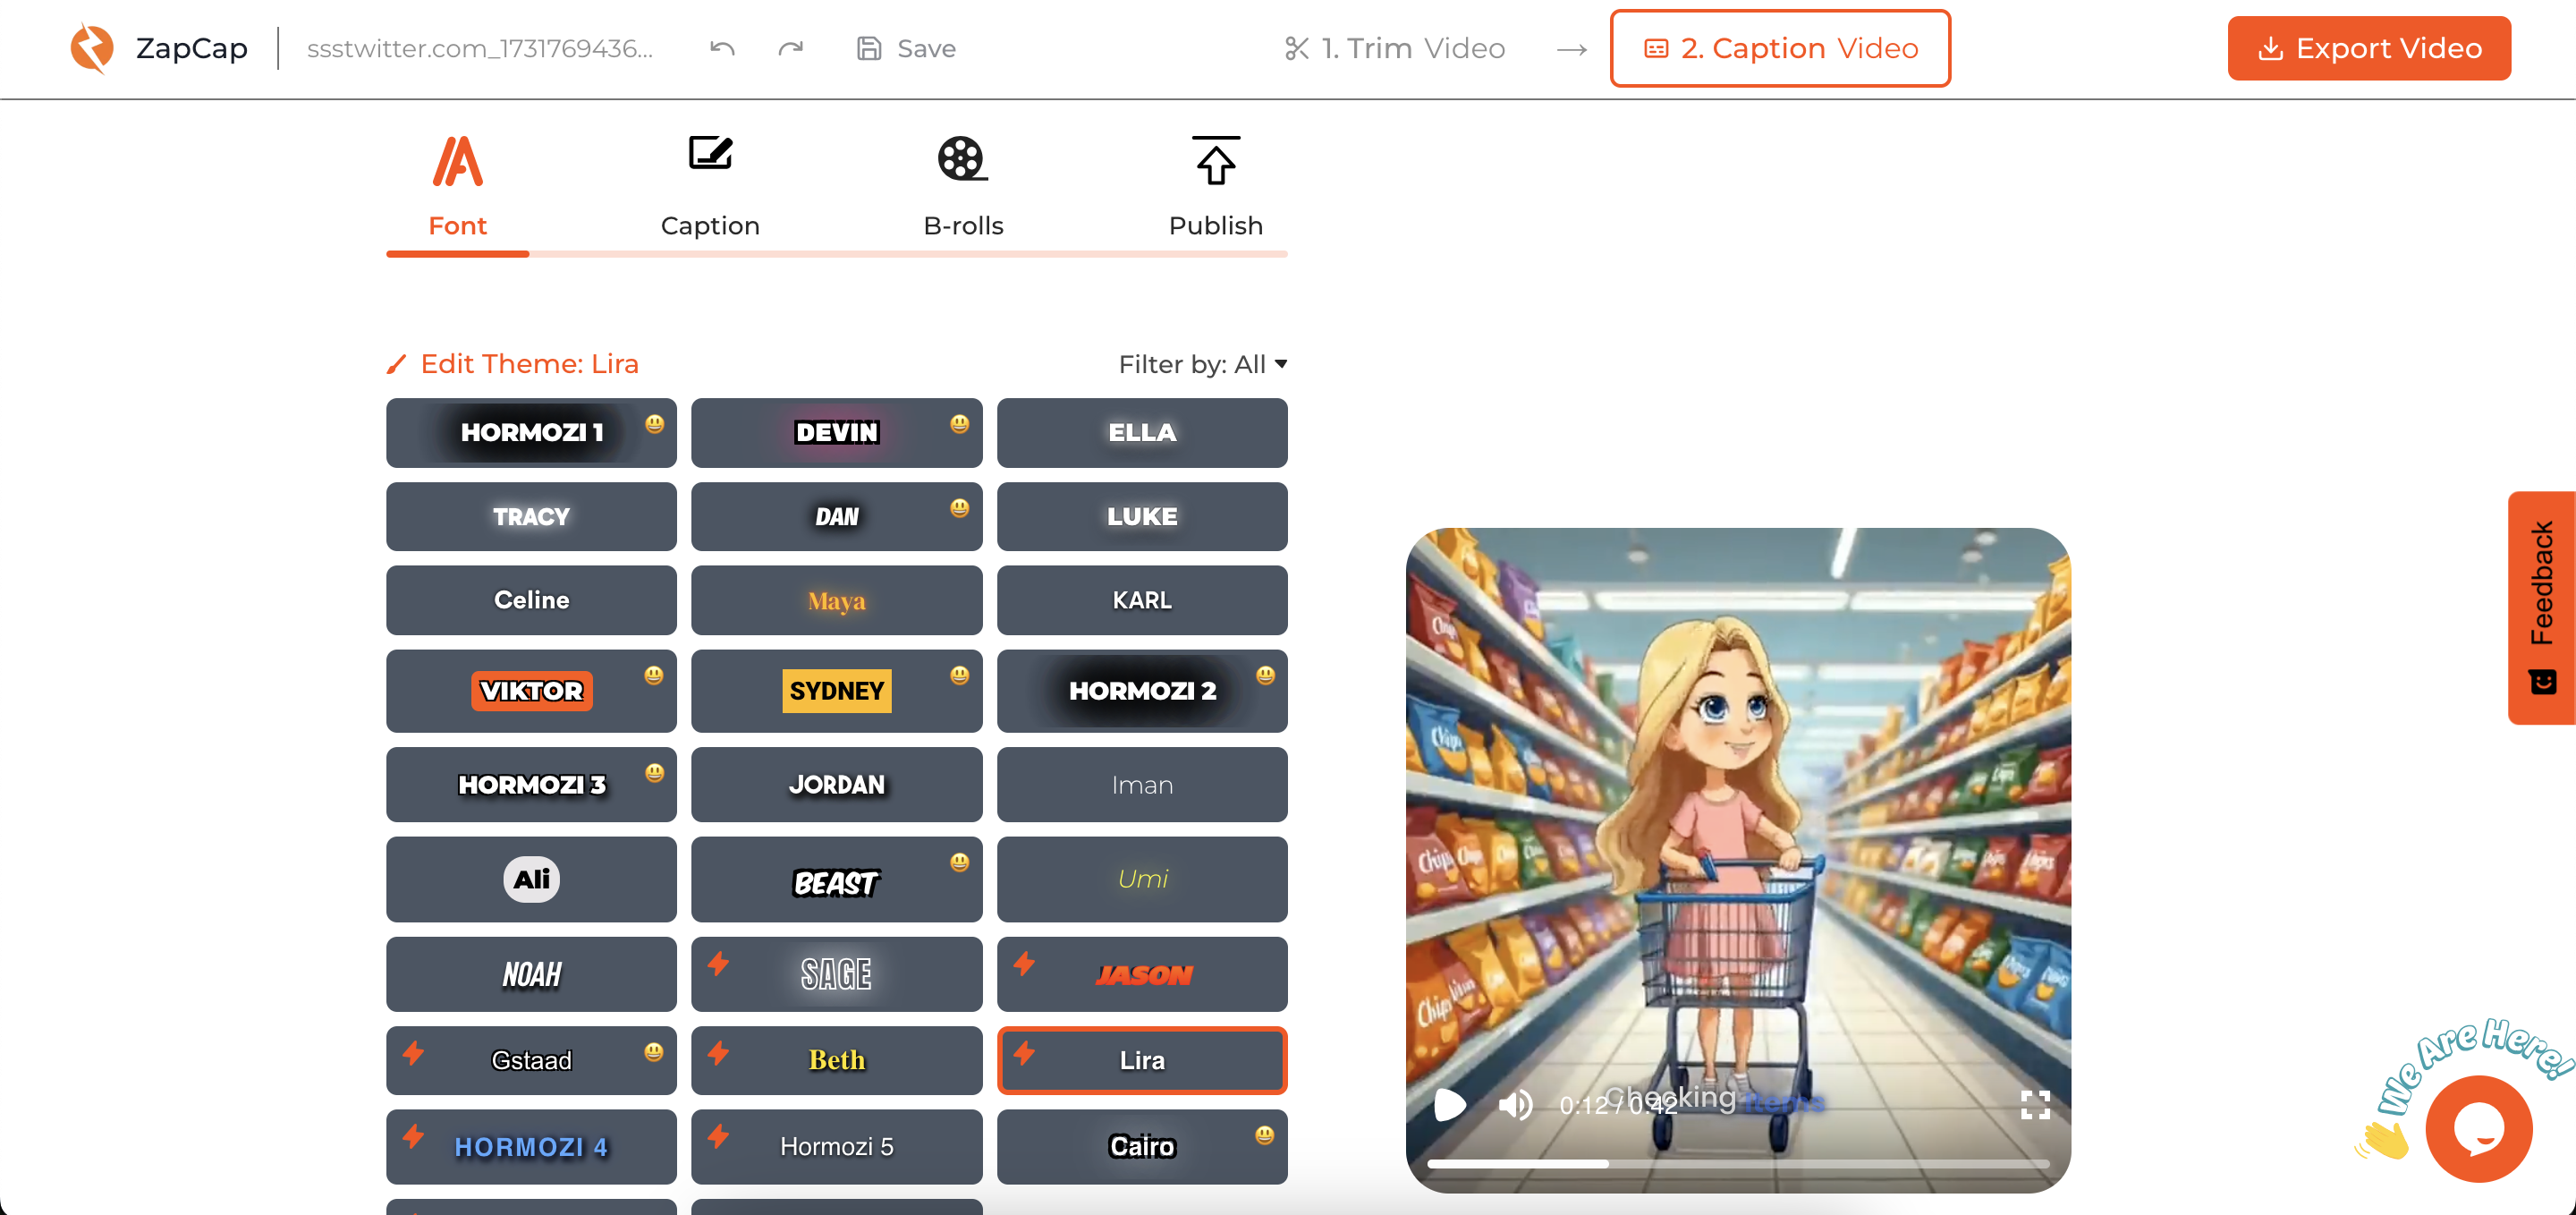 ZapCap
ssstwitter.com_1731769436...
Save
1. Trim Video
2. Caption Video
Export Video
Font
Caption
B-rolls
Publish
Edit Theme: Lira
Filter by: All
HORMOZI 1
DEVIN
ELLA
TRACY
DAN
LUKE
Celine
Maya
KARL
VIKTOR
SYDNEY
HORMOZI 2
HORMOZI 3
JORDAN
Iman
Ali
BEAST
Umi
NOAH
SAGE
JASON
Gstaad
Beth
Lira
HORMOZI 4
Hormozi 5
Cairo
Chips
Chips
Chips
0:12 / 0:42
Checking items
Feedback
We Are Here!